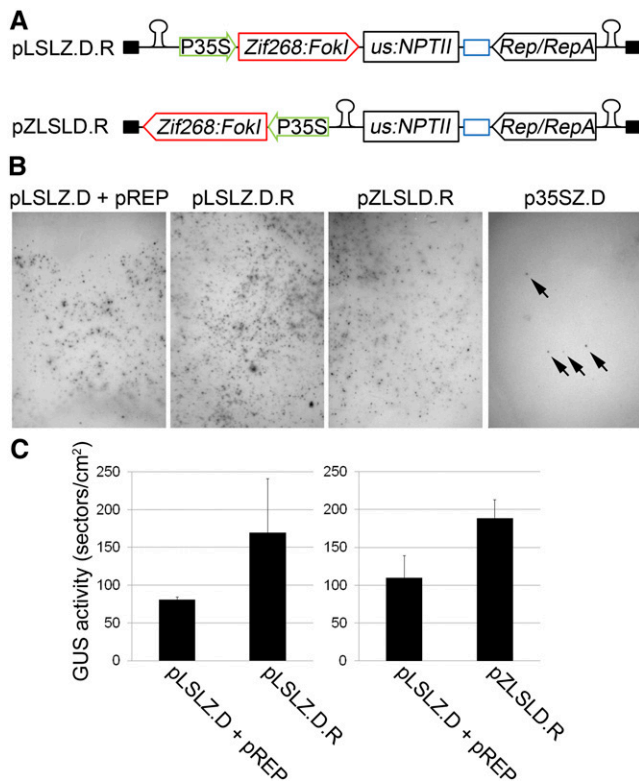 A
pLSLZ.D.R
P35S
Zif268:FokI
us:NPTII
Rep/RepA
pZLSLD.R
Zif268:FokI
P35S
us:NPTII
Rep/RepA
B
pLSLZ.D + pREP
pLSLZ.D.R
pZLSLD.R
p35SZ.D
C
GUS activity (sectors/cm²)
250
200
150
100
50
0
pLSLZ.D + pREP
pLSLZ.D.R
250
200
150
100
50
0
pLSLZ.D + pREP
pZLSLD.R